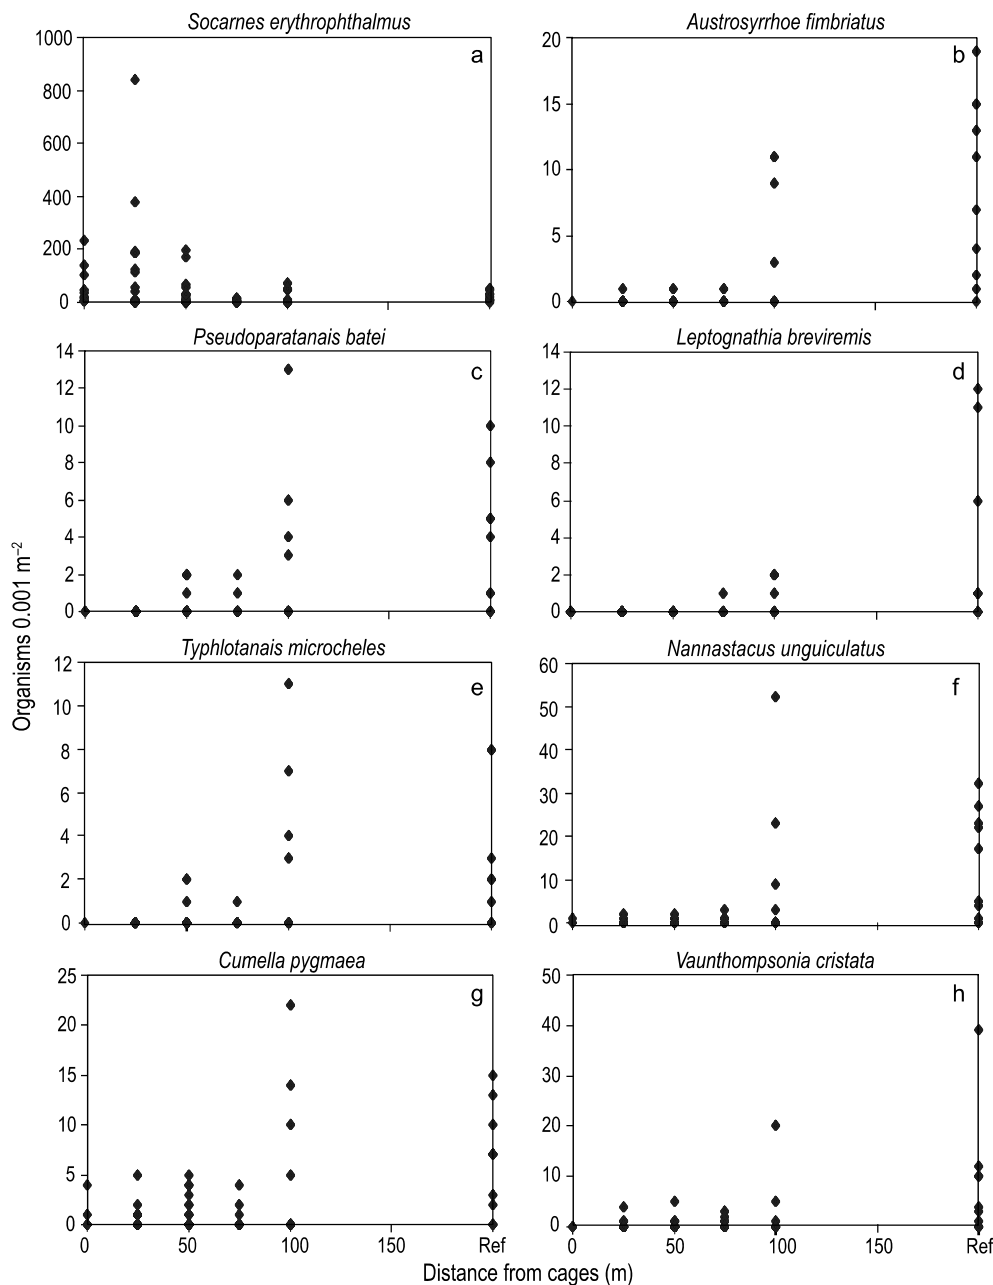 Socarnes erythrophthalmus
Austrosyrrhoe fimbriatus
1000
800
600
400
200
0
a
20
15
10
5
0
b
Pseudoparatanais batei
Leptognathia breviremis
14
12
10
8
6
4
2
0
c
14
12
10
8
6
4
2
0
d
Typhlotanais microcheles
Nannastacus unguiculatus
12
10
8
6
4
2
0
e
60
50
40
30
20
10
0
f
Cumella pygmaea
Vaunthompsonia cristata
25
20
15
10
5
0
g
50
40
30
20
10
0
h
0 50 100 150 Ref
0 50 100 150 Ref
Organisms 0.001 m⁻²
Distance from cages (m)